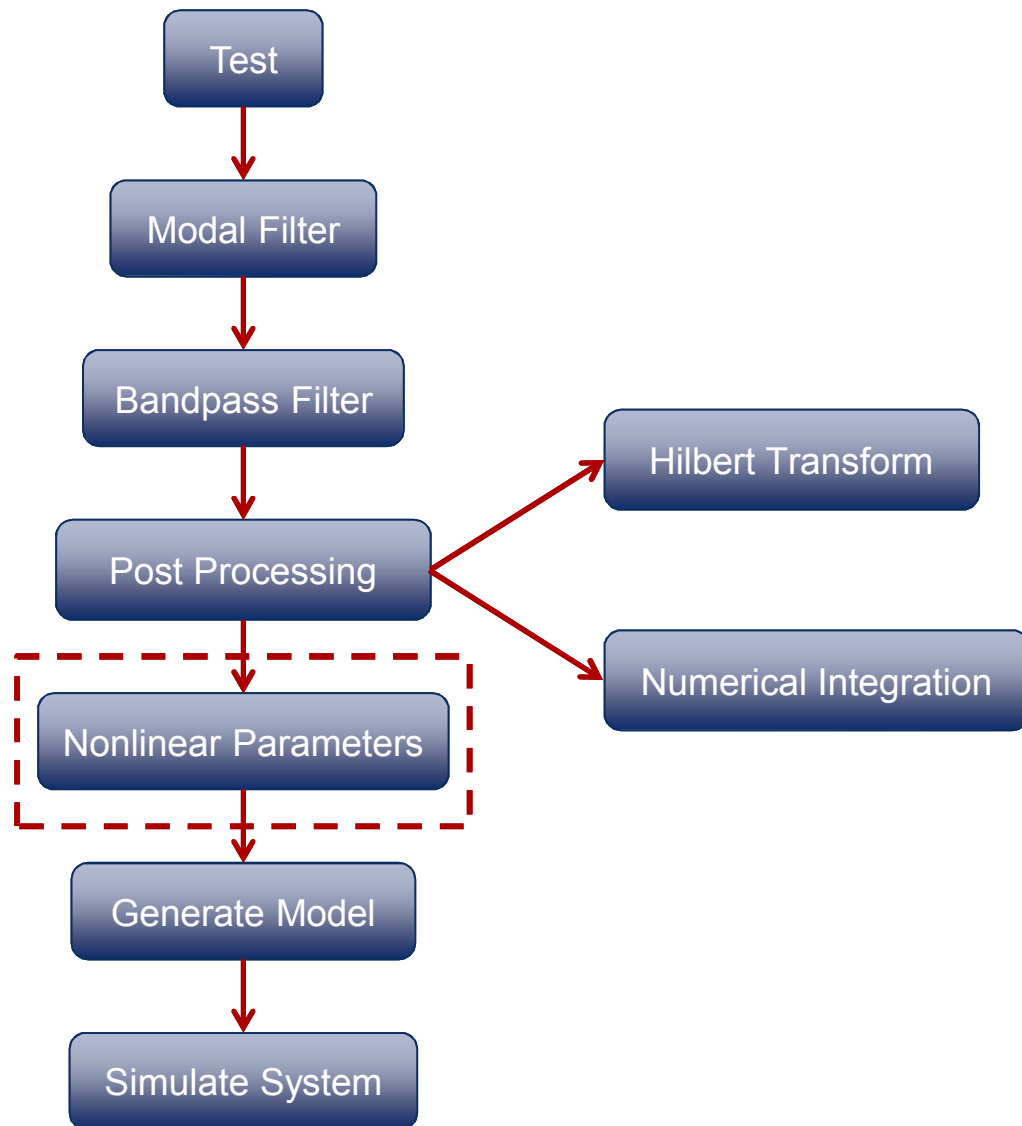 Test
Modal Filter
Bandpass Filter
Hilbert Transform
Post Processing
Numerical Integration
Nonlinear Parameters
Generate Model
Simulate System